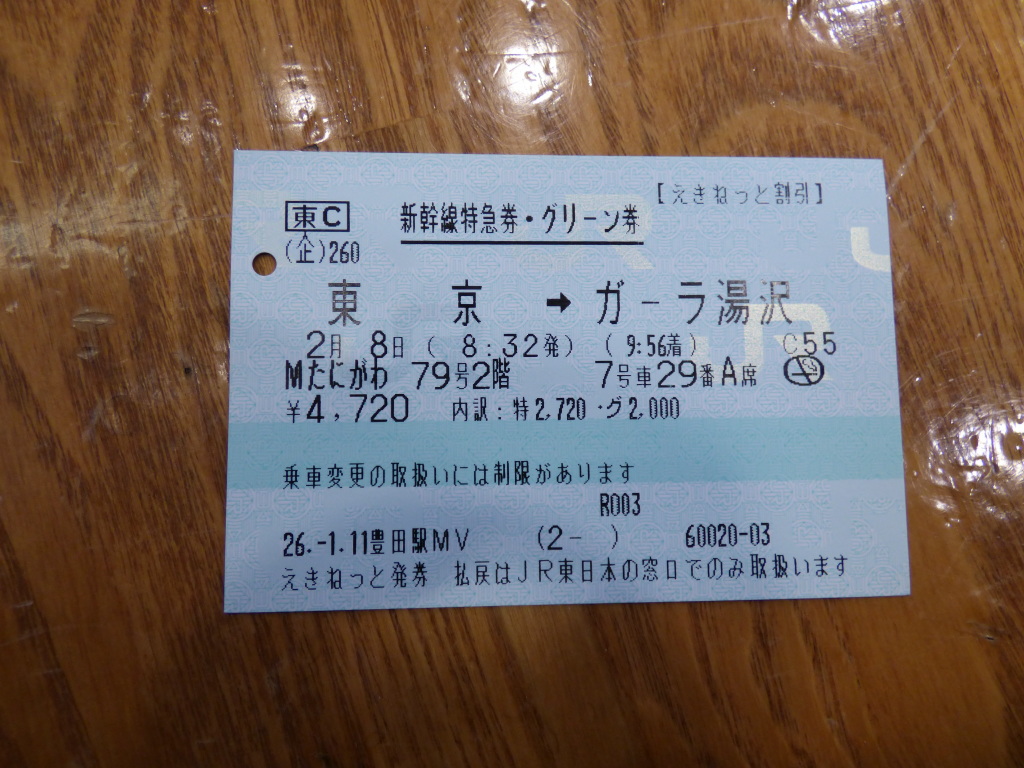 【えきねっと割引】
東C 新幹線特急券・グリーン券
(企)260
東 京 → ガーラ湯沢
2月 8日 ( 8:32発) ( 9:56着) C55
Mたにがわ 79号2階 7号車29番A席
¥4,720 内訳:特2,720・グ2,000
乗車変更の取扱いには制限があります
R003
26.-1.11豊田駅MV (2- ) 60020-03
えきねっと発券 払戻はJR東日本の窓口でのみ取扱います